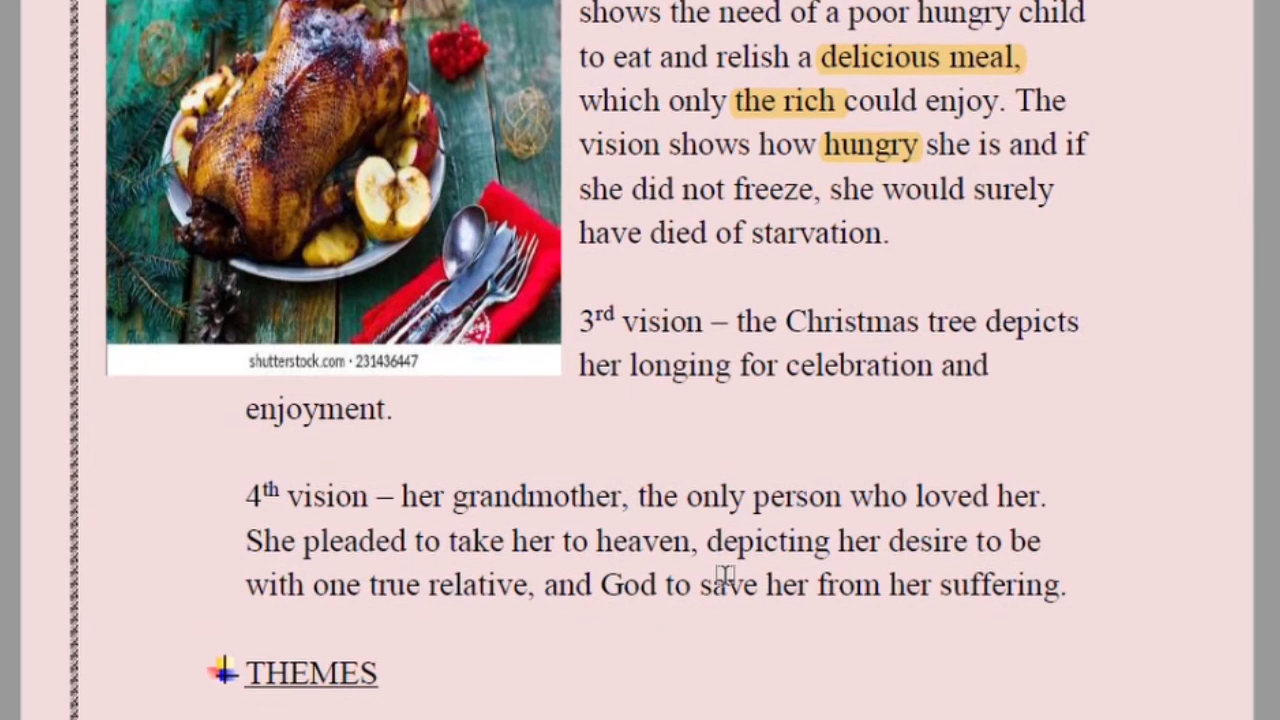 shows the need of a poor hungry child
to eat and relish a delicious meal,
which only the rich could enjoy. The
vision shows how hungry she is and if
she did not freeze, she would surely
have died of starvation.
shutterstock.com · 231436447
3rd vision – the Christmas tree depicts
her longing for celebration and
enjoyment.
4th vision – her grandmother, the only person who loved her.
She pleaded to take her to heaven, depicting her desire to be
with one true relative, and God to save her from her suffering.
THEMES